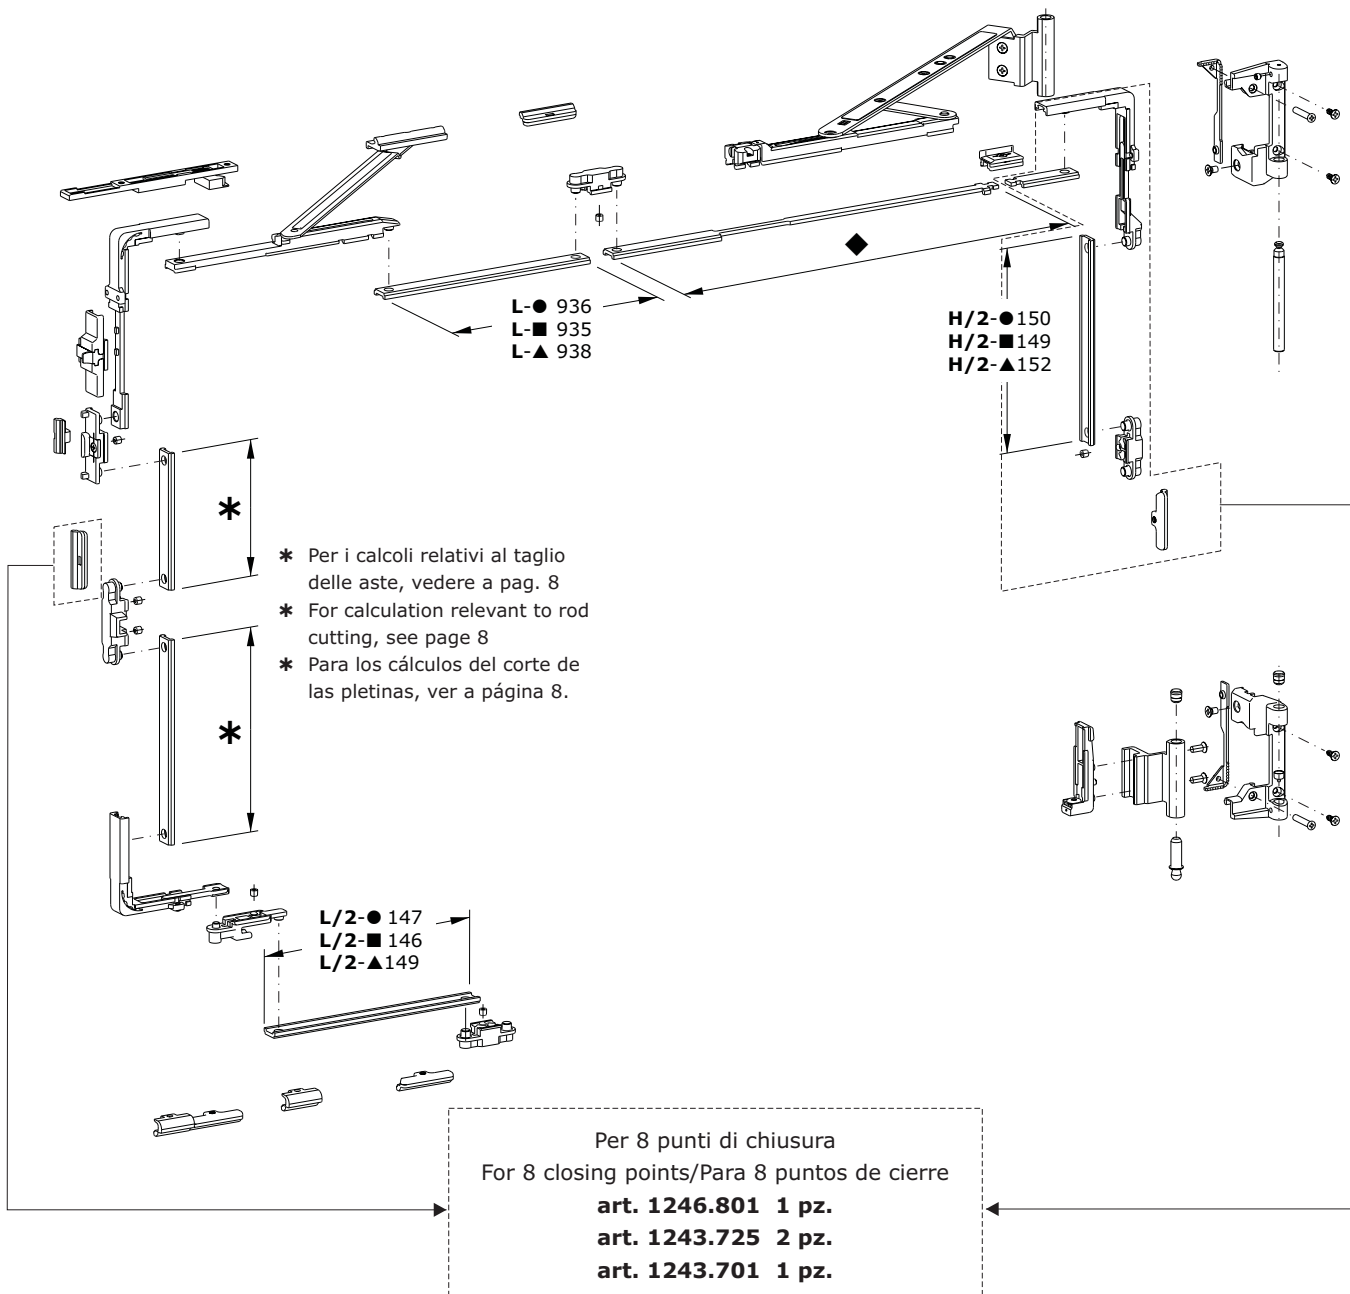 L-● 936
L-■ 935
L-▲ 938
◆
H/2-● 150
H/2-■ 149
H/2-▲ 152
*
* Per i calcoli relativi al taglio
delle aste, vedere a pag. 8
* For calculation relevant to rod
cutting, see page 8
* Para los cálculos del corte de
las pletinas, ver a página 8.
*
L/2-● 147
L/2-■ 146
L/2-▲ 149
Per 8 punti di chiusura
For 8 closing points/Para 8 puntos de cierre
art. 1246.801 1 pz.
art. 1243.725 2 pz.
art. 1243.701 1 pz.